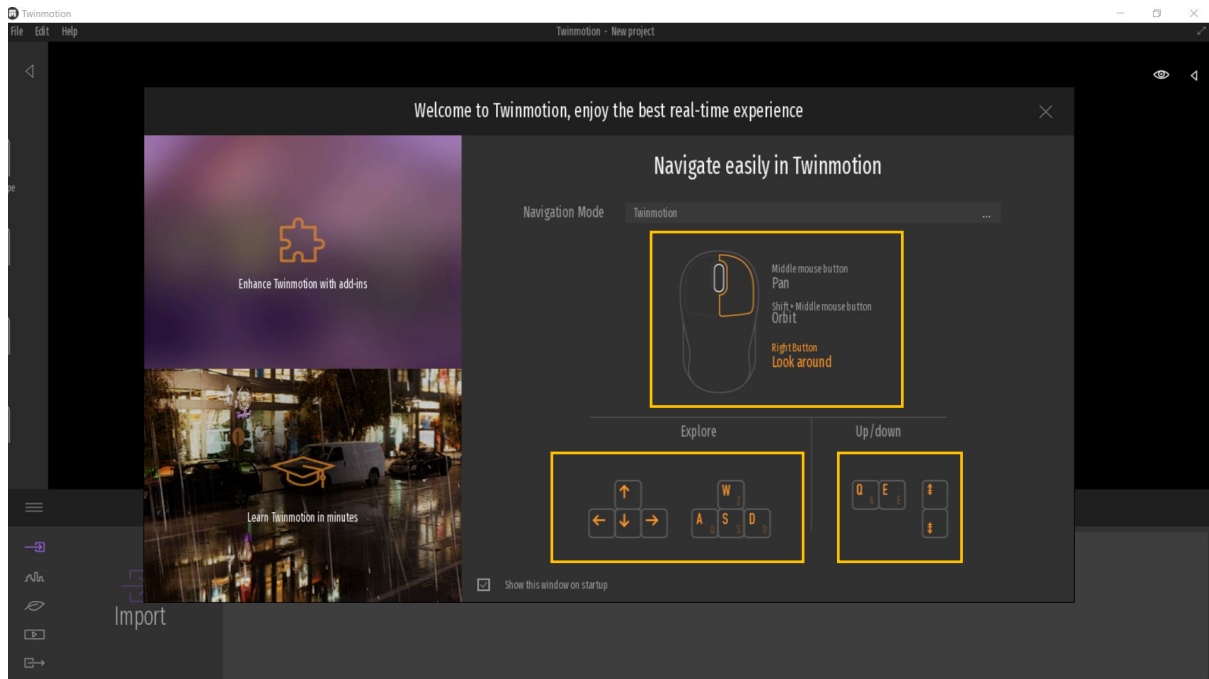 Twinmotion
File Edit Help
Twinmotion - New project
Welcome to Twinmotion, enjoy the best real-time experience
Enhance Twinmotion with add-ins
Learn Twinmotion in minutes
Navigate easily in Twinmotion
Navigation Mode
Twinmotion
...
Middle mouse button
Pan
Shift + Middle mouse button
Orbit
Right Button
Look around
Explore
W Z
A Q S S D D
Up/down
Q A E E
Show this window on startup
pe
Import